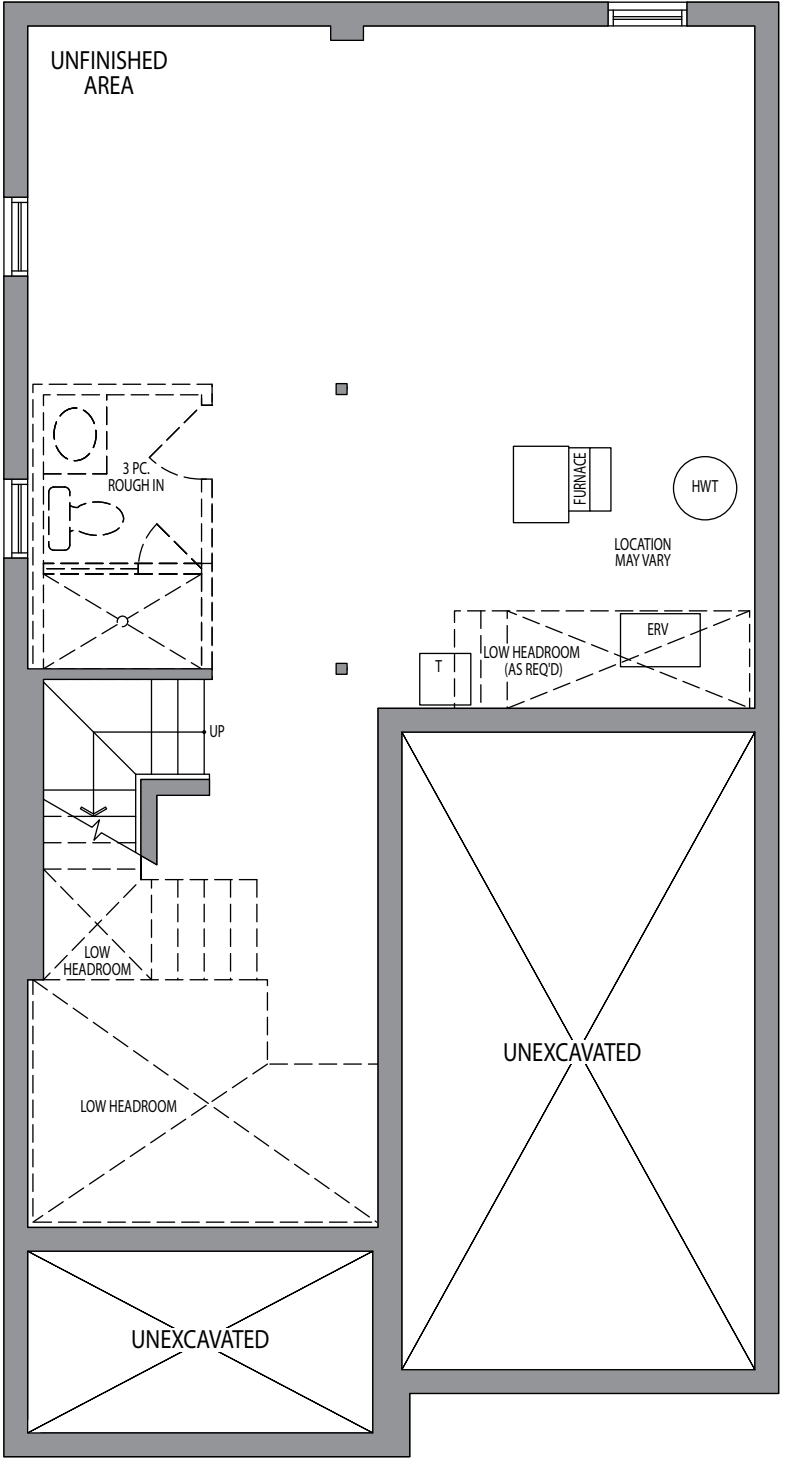 UNFINISHED
AREA
3 PC.
ROUGH IN
FURNACE
HWT
LOCATION
MAY VARY
ERV
LOW HEADROOM
(AS REQ'D)
T
UP
LOW
HEADROOM
UNEXCAVATED
LOW HEADROOM
UNEXCAVATED